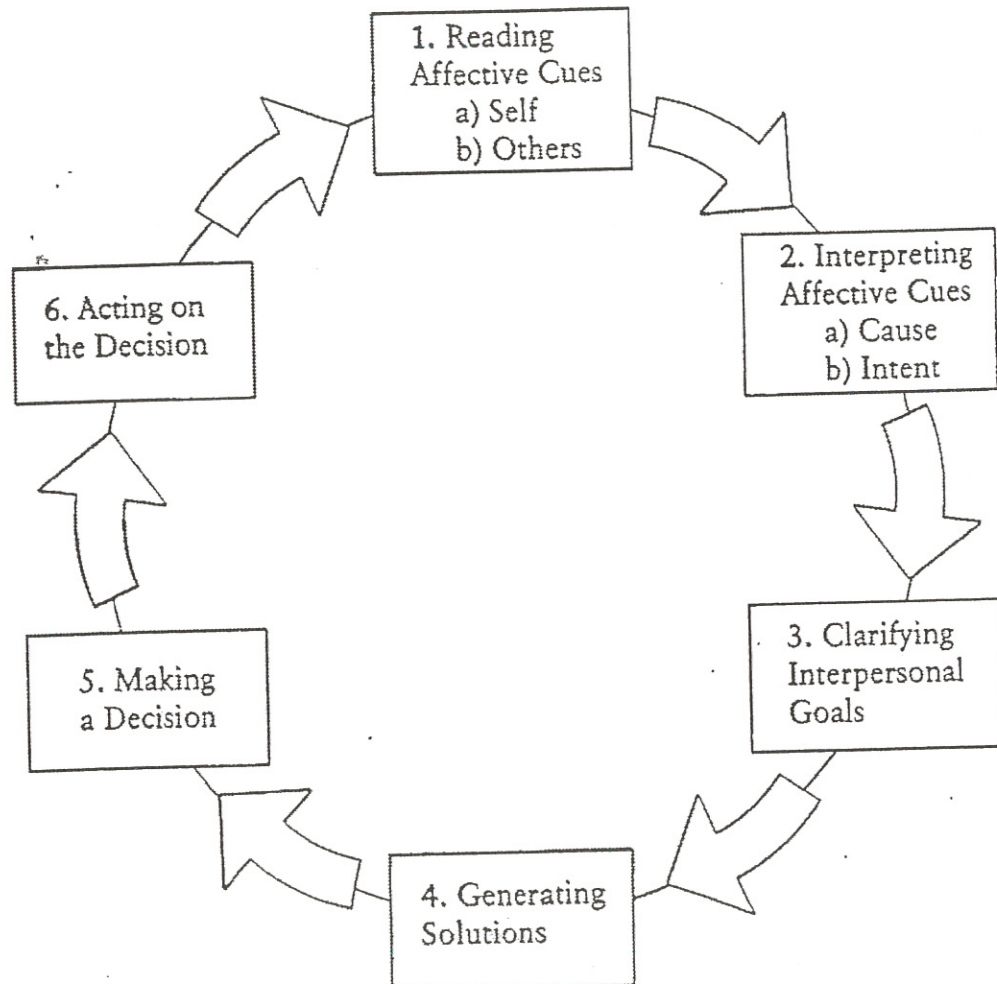 1. Reading
Affective Cues
a) Self
b) Others
2. Interpreting
Affective Cues
a) Cause
b) Intent
3. Clarifying
Interpersonal
Goals
4. Generating
Solutions
5. Making
a Decision
6. Acting on
the Decision